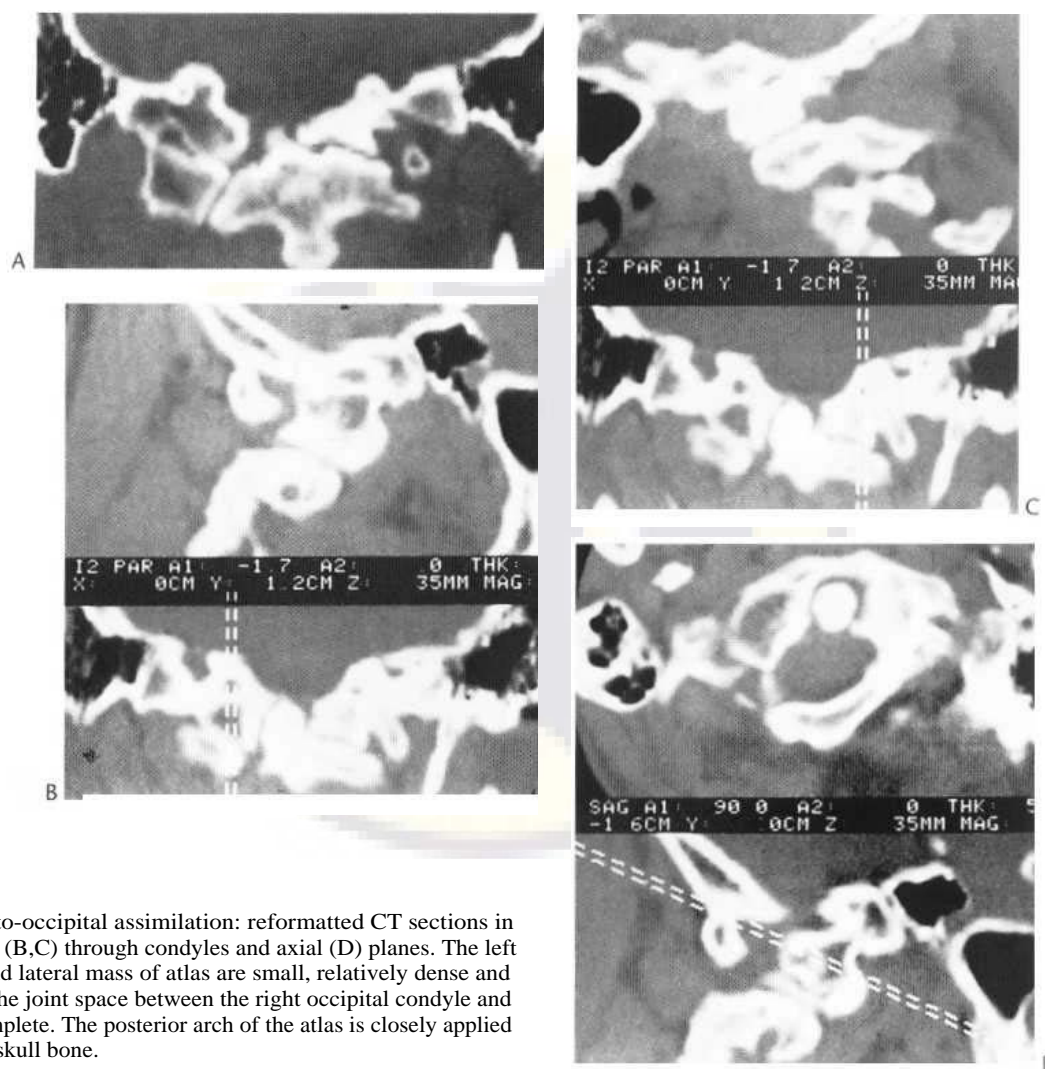 A
I2 PAR A1: -1.7 A2: 0 THK
X 0CM Y 1.2CM Z: 35MM MA
C
I2 PAR A1: -1.7 A2: .0 THK:
X: 0CM Y: 1.2CM Z: 35MM MAG:
B
SAG A1: 90 0 A2: 0 THK: 5
-1 6CM Y: .0CM Z 35MM MAG:
to-occipital assimilation: reformatted CT sections in
(B,C) through condyles and axial (D) planes. The left
d lateral mass of atlas are small, relatively dense and
he joint space between the right occipital condyle and
nplete. The posterior arch of the atlas is closely applied
skull bone.